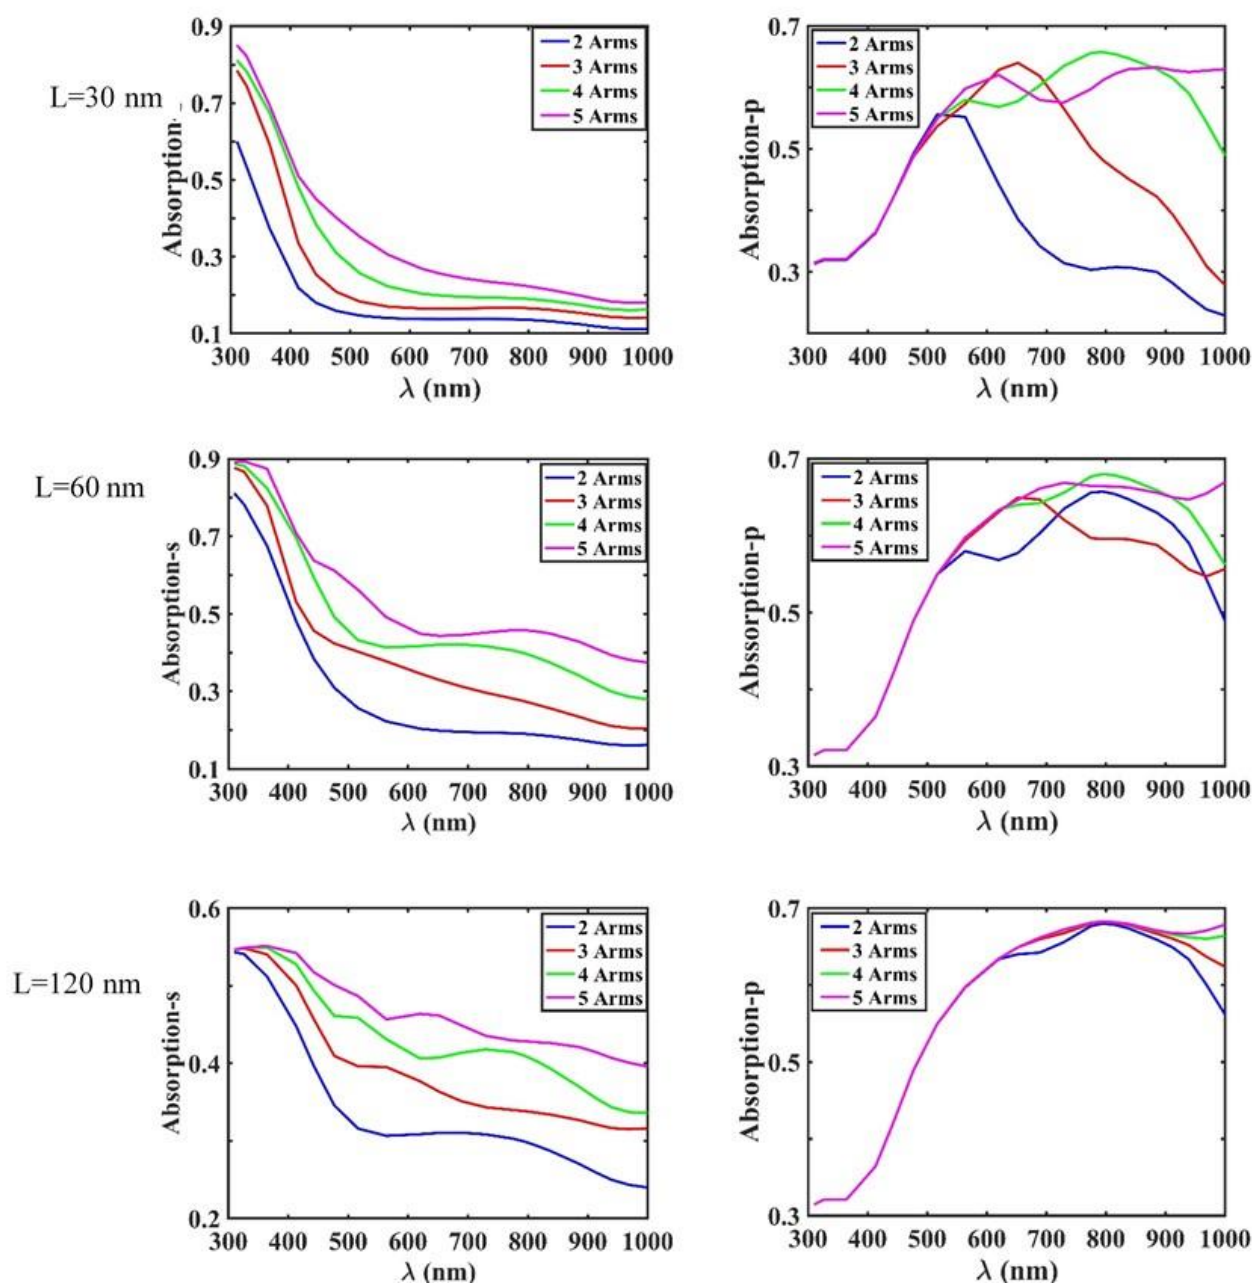 L=30 nm
Absorption-
0.9
0.7
0.5
0.3
0.1
2 Arms
3 Arms
4 Arms
5 Arms
300 400 500 600 700 800 900 1000
λ (nm)
Absorption-p
0.7
0.5
0.3
2 Arms
3 Arms
4 Arms
5 Arms
300 400 500 600 700 800 900 1000
λ (nm)
L=60 nm
Absorption-s
0.9
0.7
0.5
0.3
0.1
2 Arms
3 Arms
4 Arms
5 Arms
300 400 500 600 700 800 900 1000
λ (nm)
Abssorption-p
0.7
0.5
0.3
2 Arms
3 Arms
4 Arms
5 Arms
300 400 500 600 700 800 900 1000
λ (nm)
L=120 nm
Absorption-s
0.6
0.4
0.2
2 Arms
3 Arms
4 Arms
5 Arms
300 400 500 600 700 800 900 1000
λ (nm)
Absorption-p
0.7
0.5
0.3
2 Arms
3 Arms
4 Arms
5 Arms
300 400 500 600 700 800 900 1000
λ (nm)